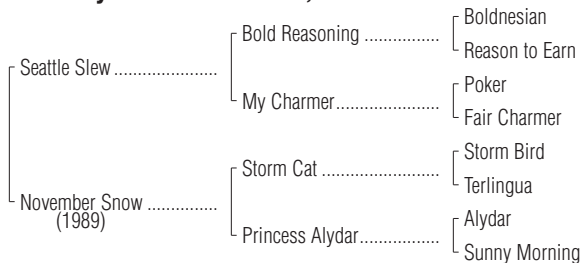 Boldnesian
Bold Reasoning ..................
Reason to Earn
Seattle Slew ........................
Poker
My Charmer.........................
Fair Charmer
Storm Bird
Storm Cat ...........................
Terlingua
November Snow ................
(1989)
Alydar
Princess Alydar...................
Sunny Morning